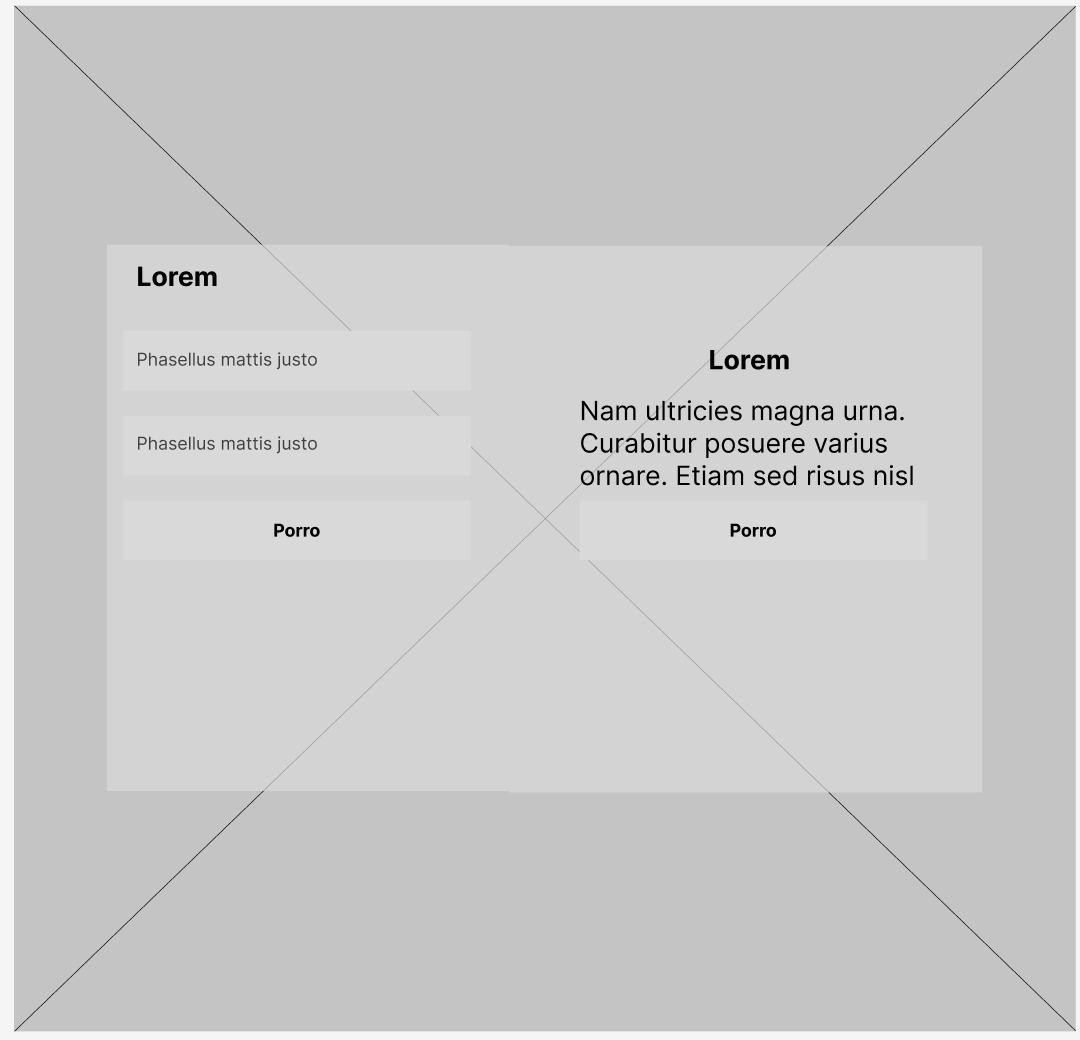 Lorem
Phasellus mattis justo
Phasellus mattis justo
Porro
Lorem
Nam ultricies magna urna.
Curabitur posuere varius
ornare. Etiam sed risus nisl
Porro